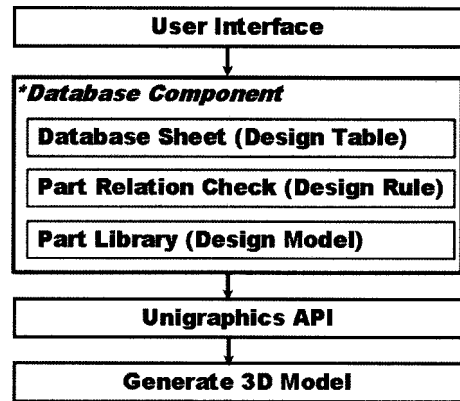 User Interface
*Database Component
Database Sheet (Design Table)
Part Relation Check (Design Rule)
Part Library (Design Model)
Unigraphics API
Generate 3D Model